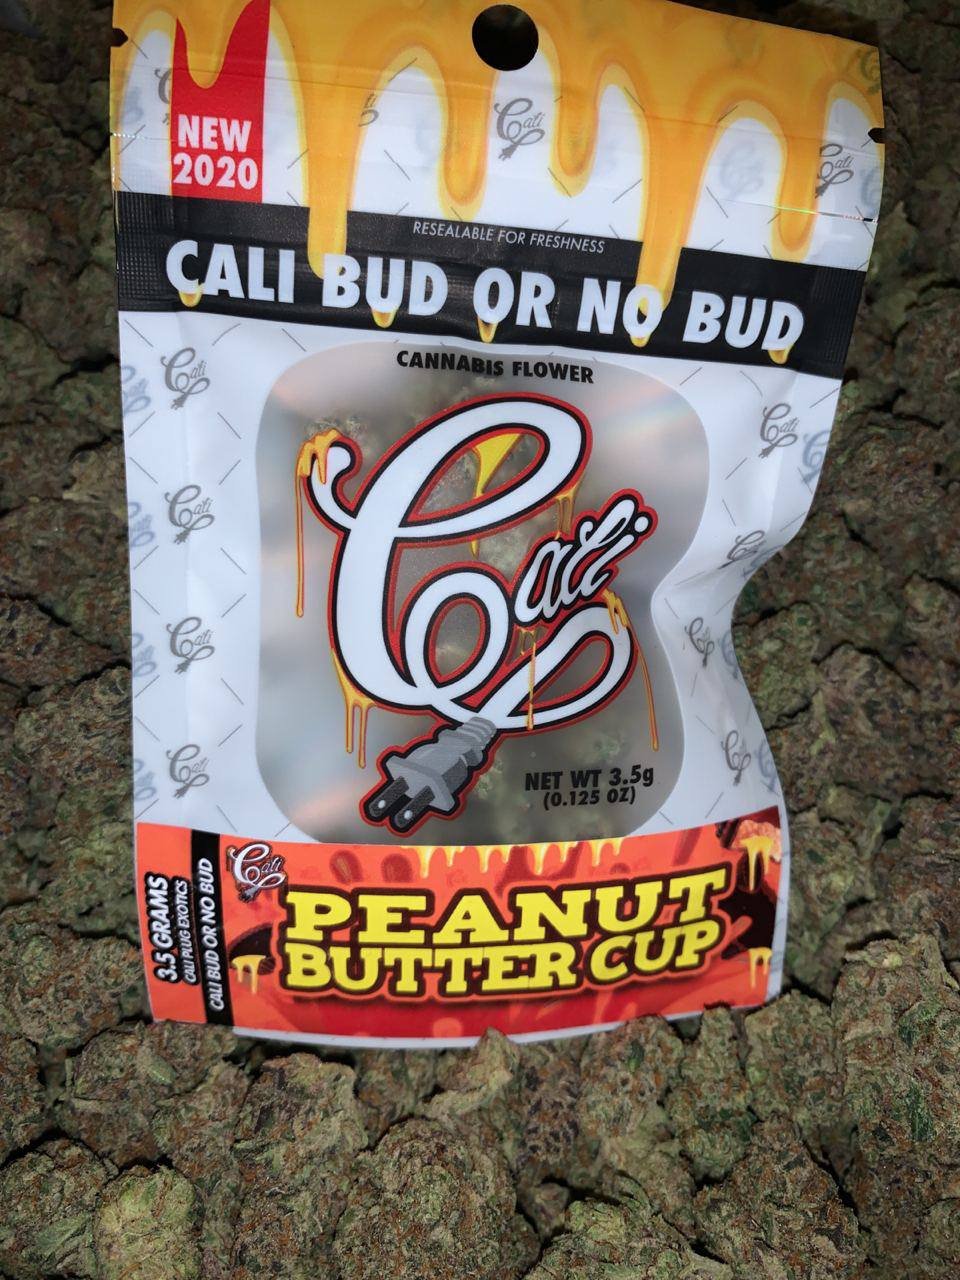 NEW
2020
RESEALABLE FOR FRESHNESS
CALI BUD OR NO BUD
CANNABIS FLOWER
Cali
NET WT 3.5g
(0.125 OZ)
3.5 GRAMS
CALI PLUG EXOTICS
CALI BUD OR NO BUD
Cali
PEANUT
BUTTER CUP